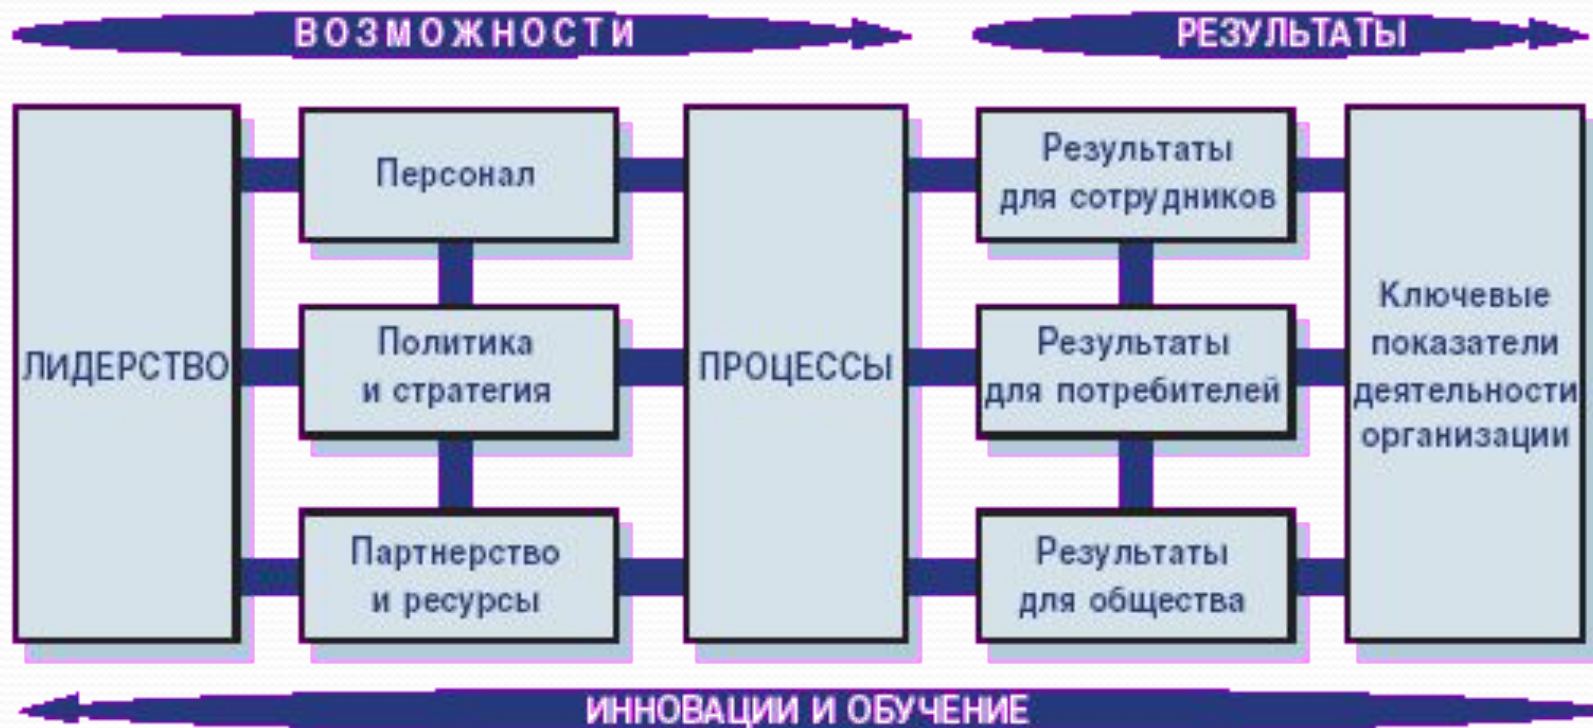 ВОЗМОЖНОСТИ
РЕЗУЛЬТАТЫ
ЛИДЕРСТВО
Персонал
Политика
и стратегия
Партнерство
и ресурсы
ПРОЦЕССЫ
Результаты
для сотрудников
Результаты
для потребителей
Результаты
для общества
Ключевые
показатели
деятельности
организации
ИННОВАЦИИ И ОБУЧЕНИЕ